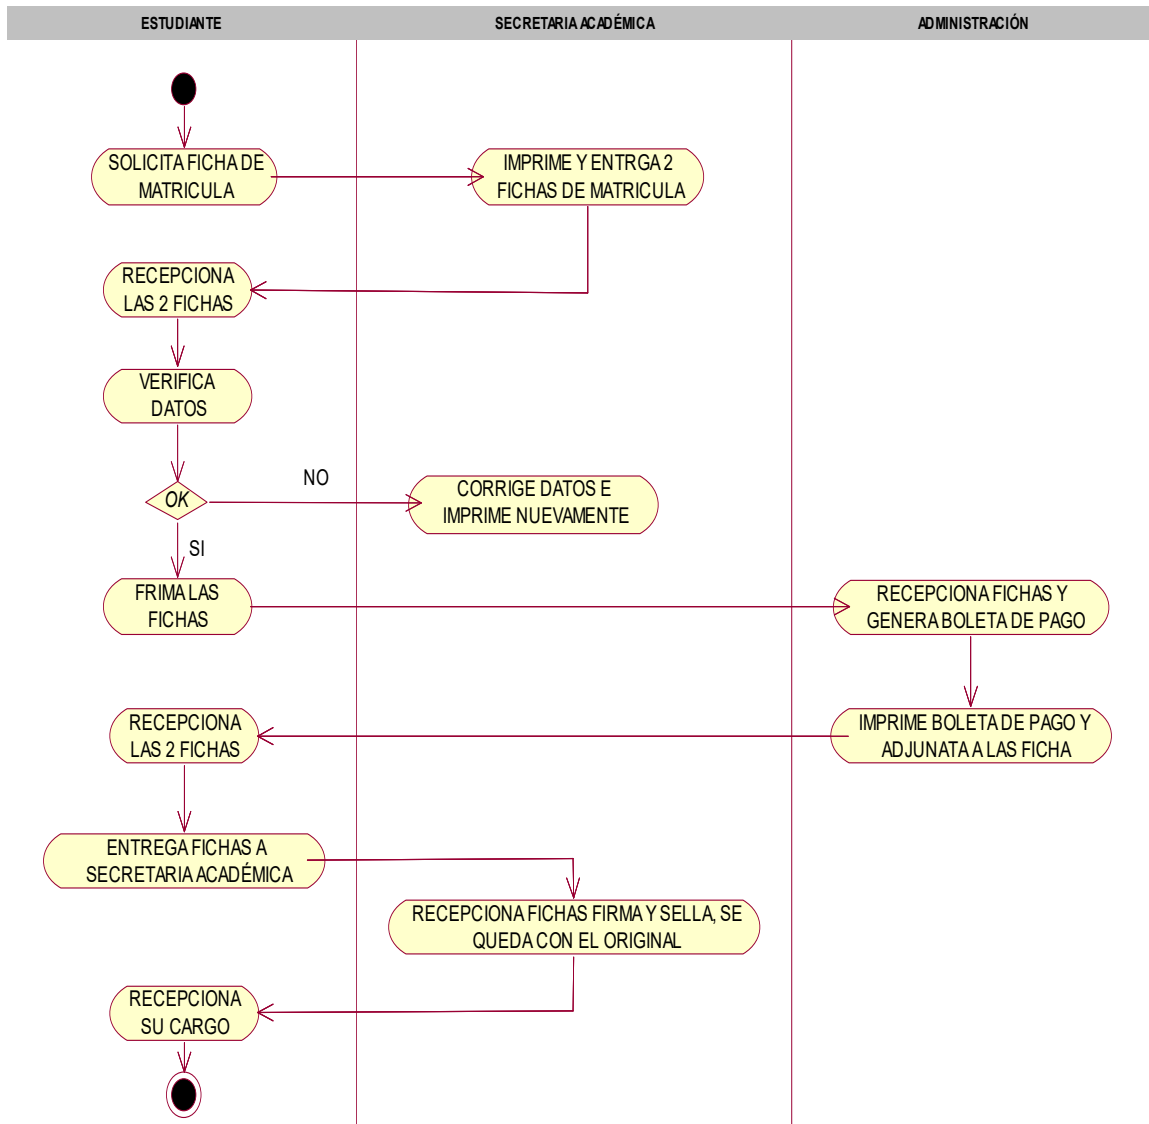 ESTUDIANTE
SECRETARIA ACADÉMICA
ADMINISTRACIÓN
SOLICITA FICHA DE
MATRICULA
IMPRIME Y ENTRGA 2
FICHAS DE MATRICULA
RECEPCIONA
LAS 2 FICHAS
VERIFICA
DATOS
OK
NO
CORRIGE DATOS E
IMPRIME NUEVAMENTE
SI
FRIMA LAS
FICHAS
RECEPCIONA FICHAS Y
GENERA BOLETA DE PAGO
RECEPCIONA
LAS 2 FICHAS
IMPRIME BOLETA DE PAGO Y
ADJUNATA A LAS FICHA
ENTREGA FICHAS A
SECRETARIA ACADÉMICA
RECEPCIONA FICHAS FIRMA Y SELLA, SE
QUEDA CON EL ORIGINAL
RECEPCIONA
SU CARGO